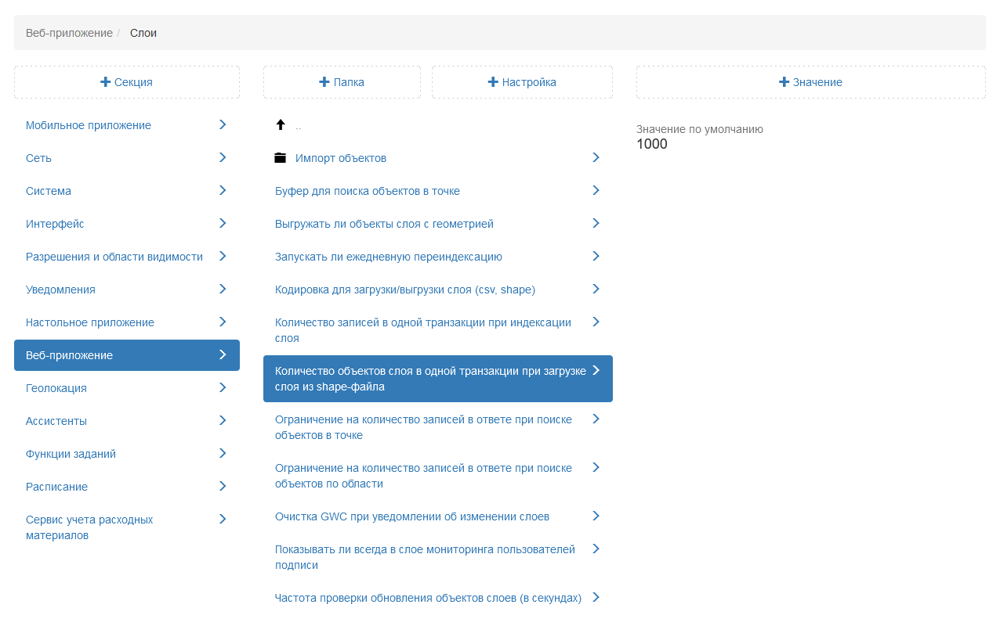 Веб-приложение / Слои
Секция
Папка
Настройка
Значение
Мобильное приложение
Сеть
Система
Интерфейс
Разрешения и области видимости
Уведомления
Настольное приложение
Веб-приложение
Геолокация
Ассистенты
Функции заданий
Расписание
Сервис учета расходных
материалов
..
Импорт объектов
Буфер для поиска объектов в точке
Выгружать ли объекты слоя с геометрией
Запускать ли ежедневную переиндексацию
Кодировка для загрузки/выгрузки слоя (csv, shape)
Количество записей в одной транзакции при индексации
слоя
Количество объектов слоя в одной транзакции при загрузке
слоя из shape-файла
Ограничение на количество записей в ответе при поиске
объектов в точке
Ограничение на количество записей в ответе при поиске
объектов по области
Очистка GWC при уведомлении об изменении слоев
Показывать ли всегда в слое мониторинга пользователей
подписи
Частота проверки обновления объектов слоев (в секундах)
Значение по умолчанию
1000